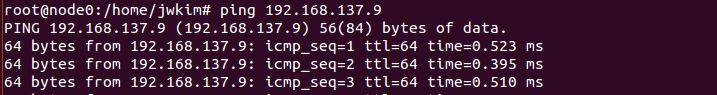 root@node0:/home/jwkim# ping 192.168.137.9
PING 192.168.137.9 (192.168.137.9) 56(84) bytes of data.
64 bytes from 192.168.137.9: icmp_seq=1 ttl=64 time=0.523 ms
64 bytes from 192.168.137.9: icmp_seq=2 ttl=64 time=0.395 ms
64 bytes from 192.168.137.9: icmp_seq=3 ttl=64 time=0.510 ms